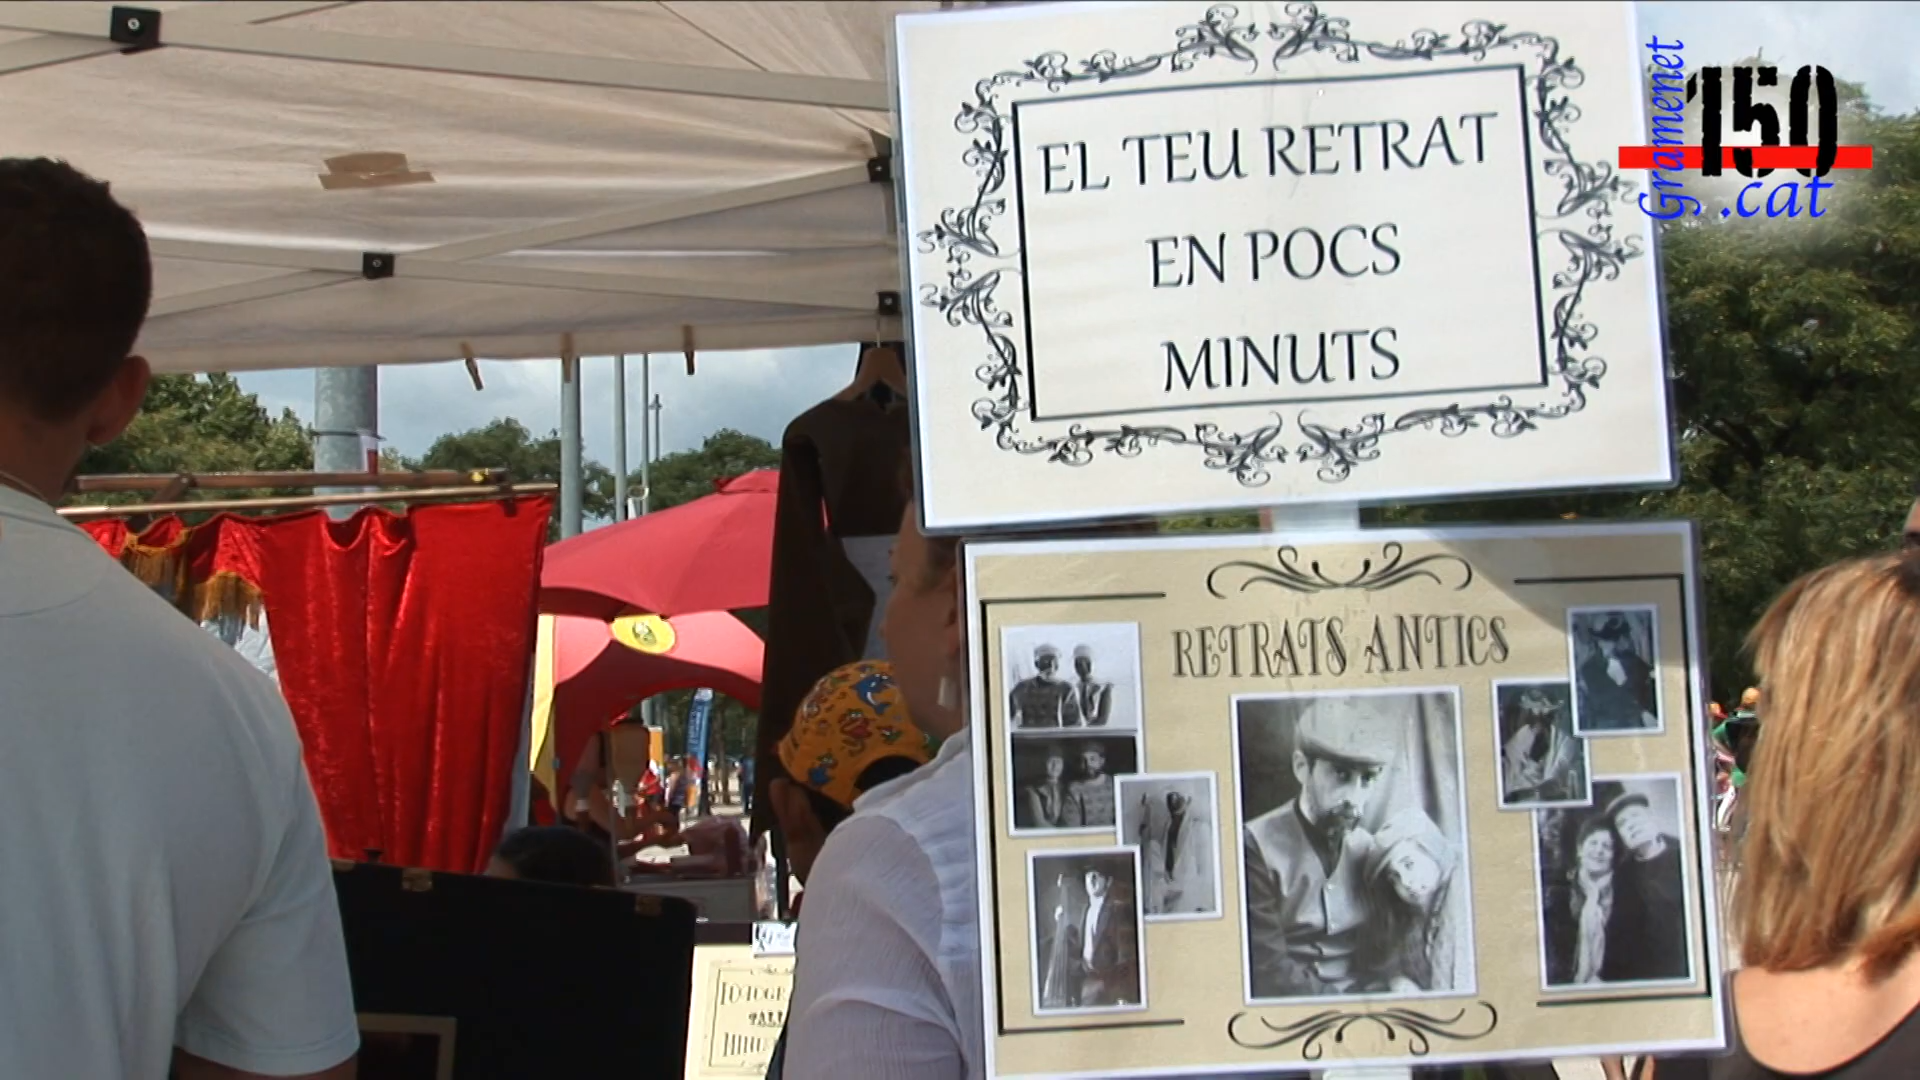 EL TEU RETRAT
EN POCS
MINUTS
RETRATS ANTICS
Gramenet
150
.cat